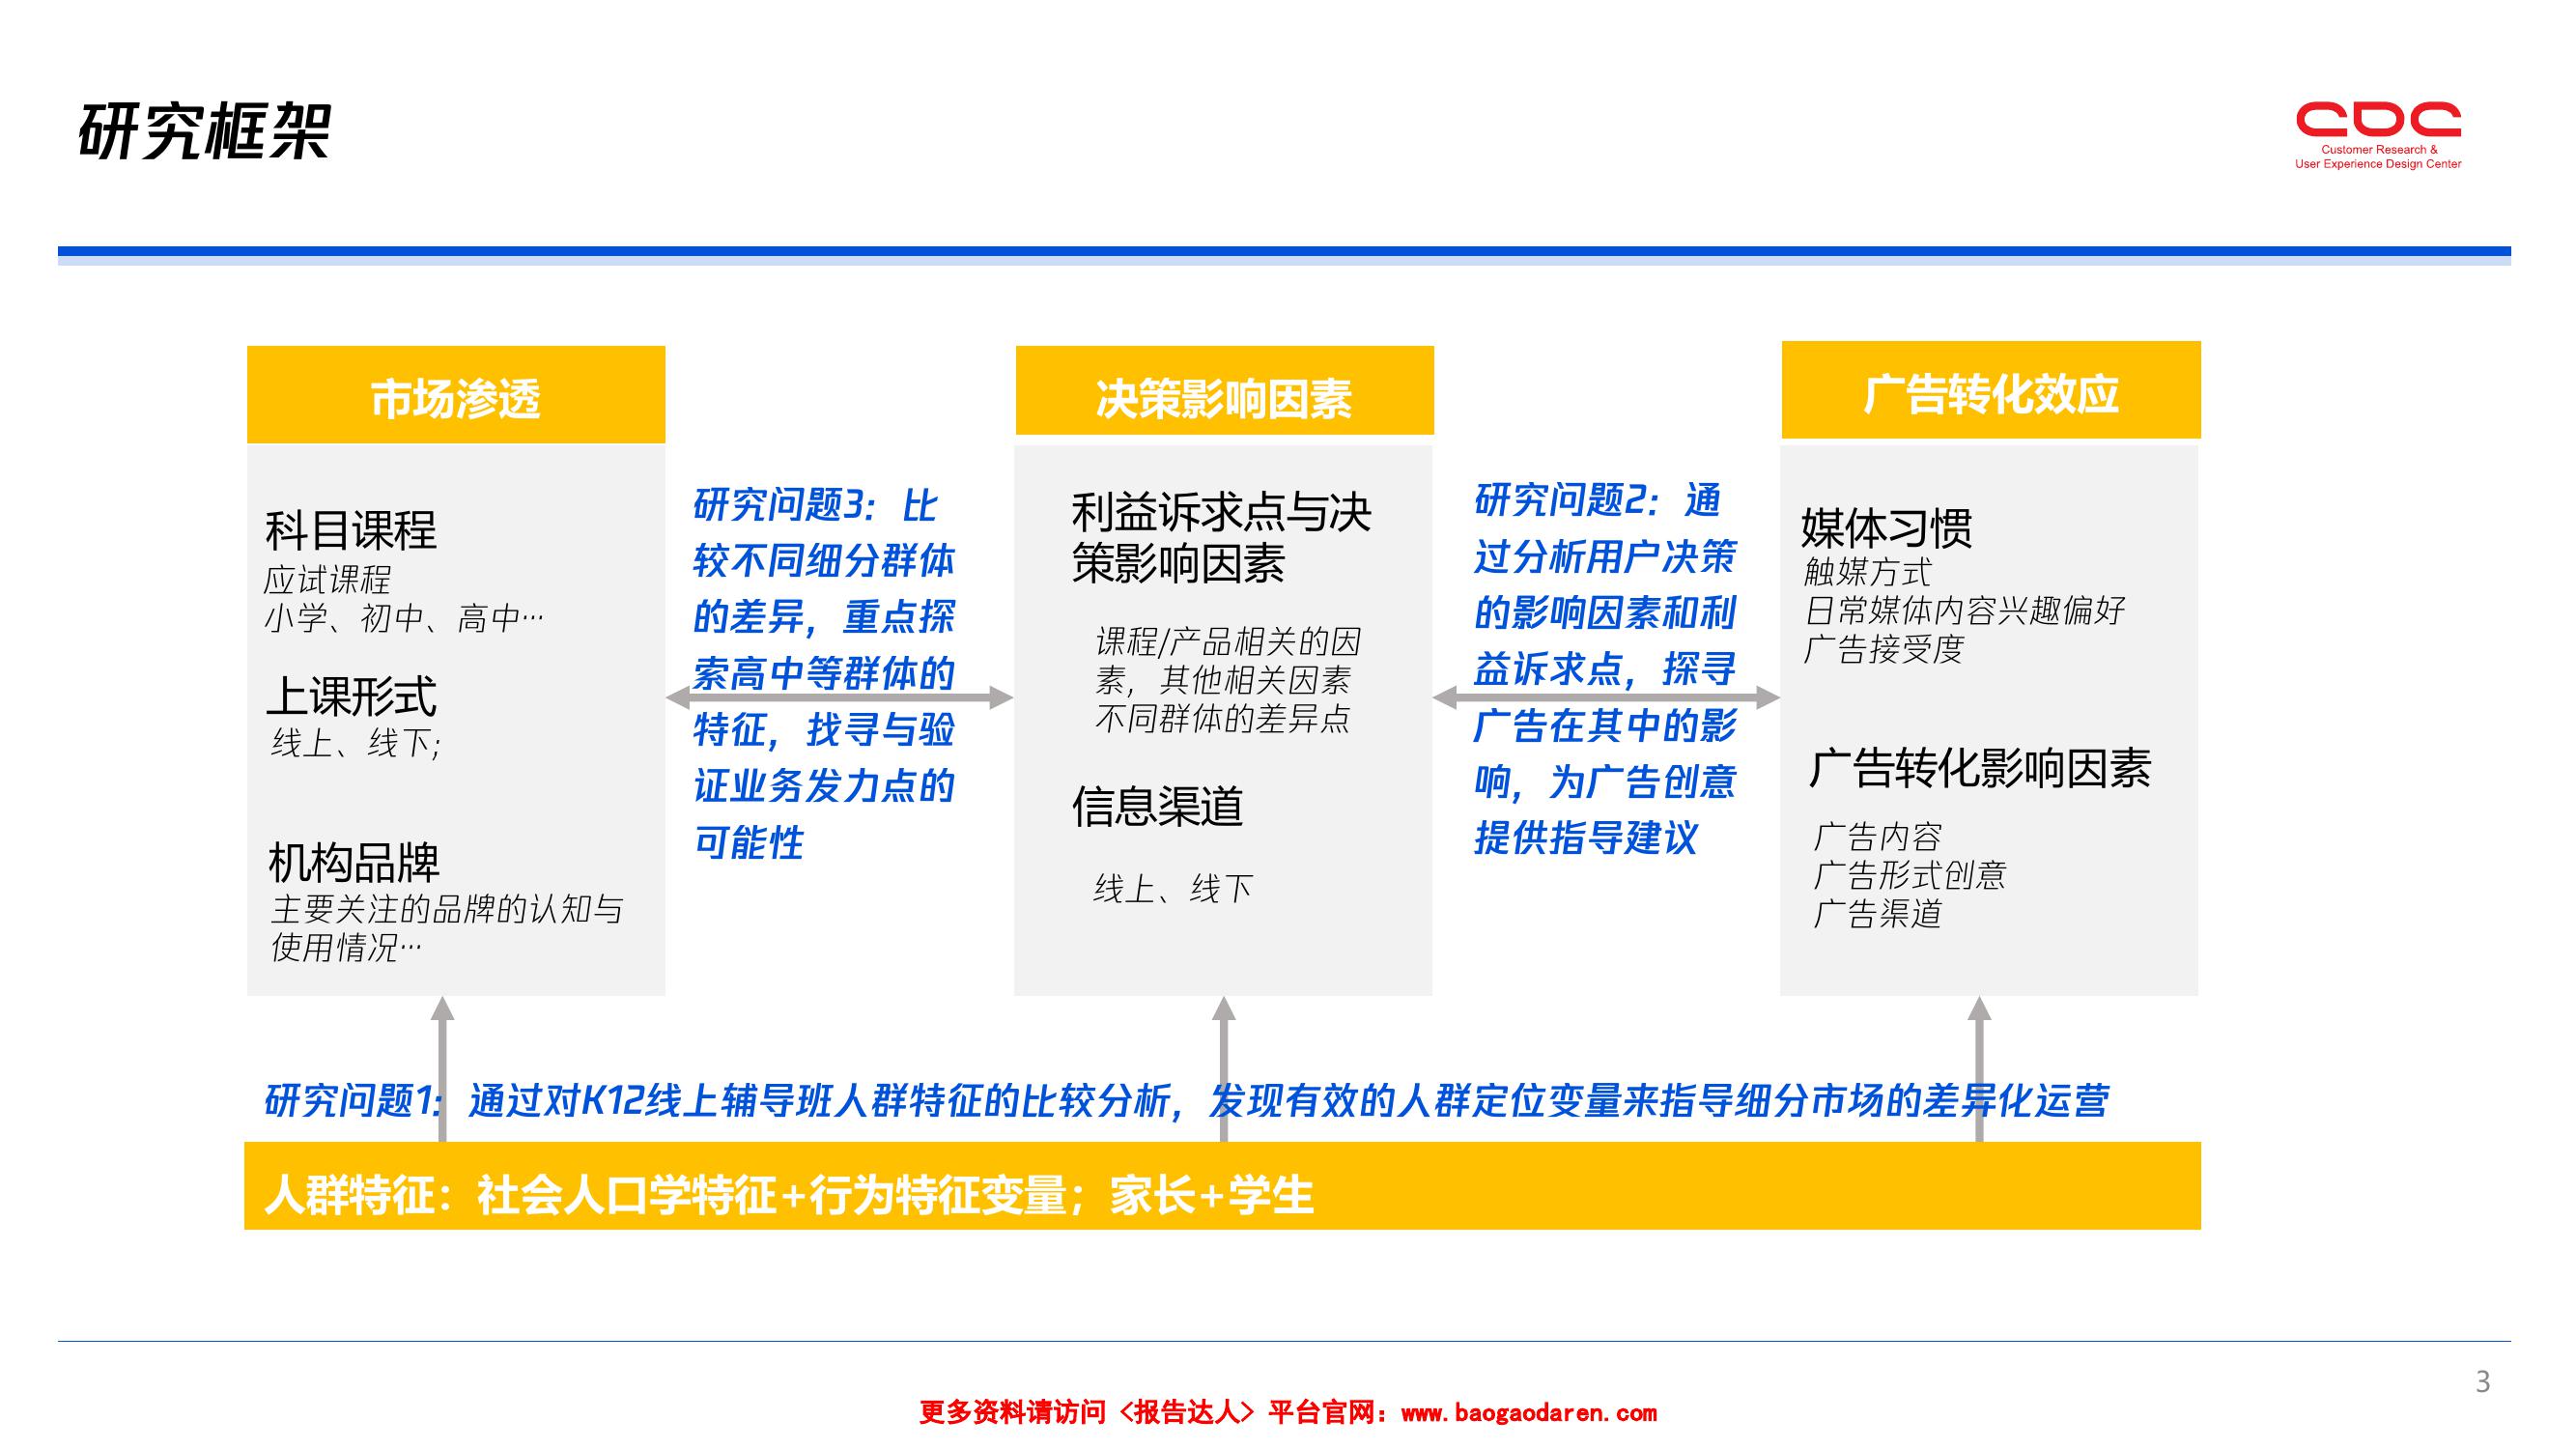 研究框架
CDC
Customer Research &
User Experience Design Center
市场渗透
科目课程
应试课程
小学、初中、高中…
上课形式
线上、线下;
机构品牌
主要关注的品牌的认知与
使用情况…
研究问题3：比
较不同细分群体
的差异，重点探
索高中等群体的
特征，找寻与验
证业务发力点的
可能性
决策影响因素
利益诉求点与决
策影响因素
课程/产品相关的因
素，其他相关因素
不同群体的差异点
信息渠道
线上、线下
研究问题2：通
过分析用户决策
的影响因素和利
益诉求点，探寻
广告在其中的影
响，为广告创意
提供指导建议
广告转化效应
媒体习惯
触媒方式
日常媒体内容兴趣偏好
广告接受度
广告转化影响因素
广告内容
广告形式创意
广告渠道
研究问题1：通过对K12线上辅导班人群特征的比较分析，发现有效的人群定位变量来指导细分市场的差异化运营
人群特征：社会人口学特征+行为特征变量；家长+学生
3
更多资料请访问 <报告达人> 平台官网：www.baogaodaren.com